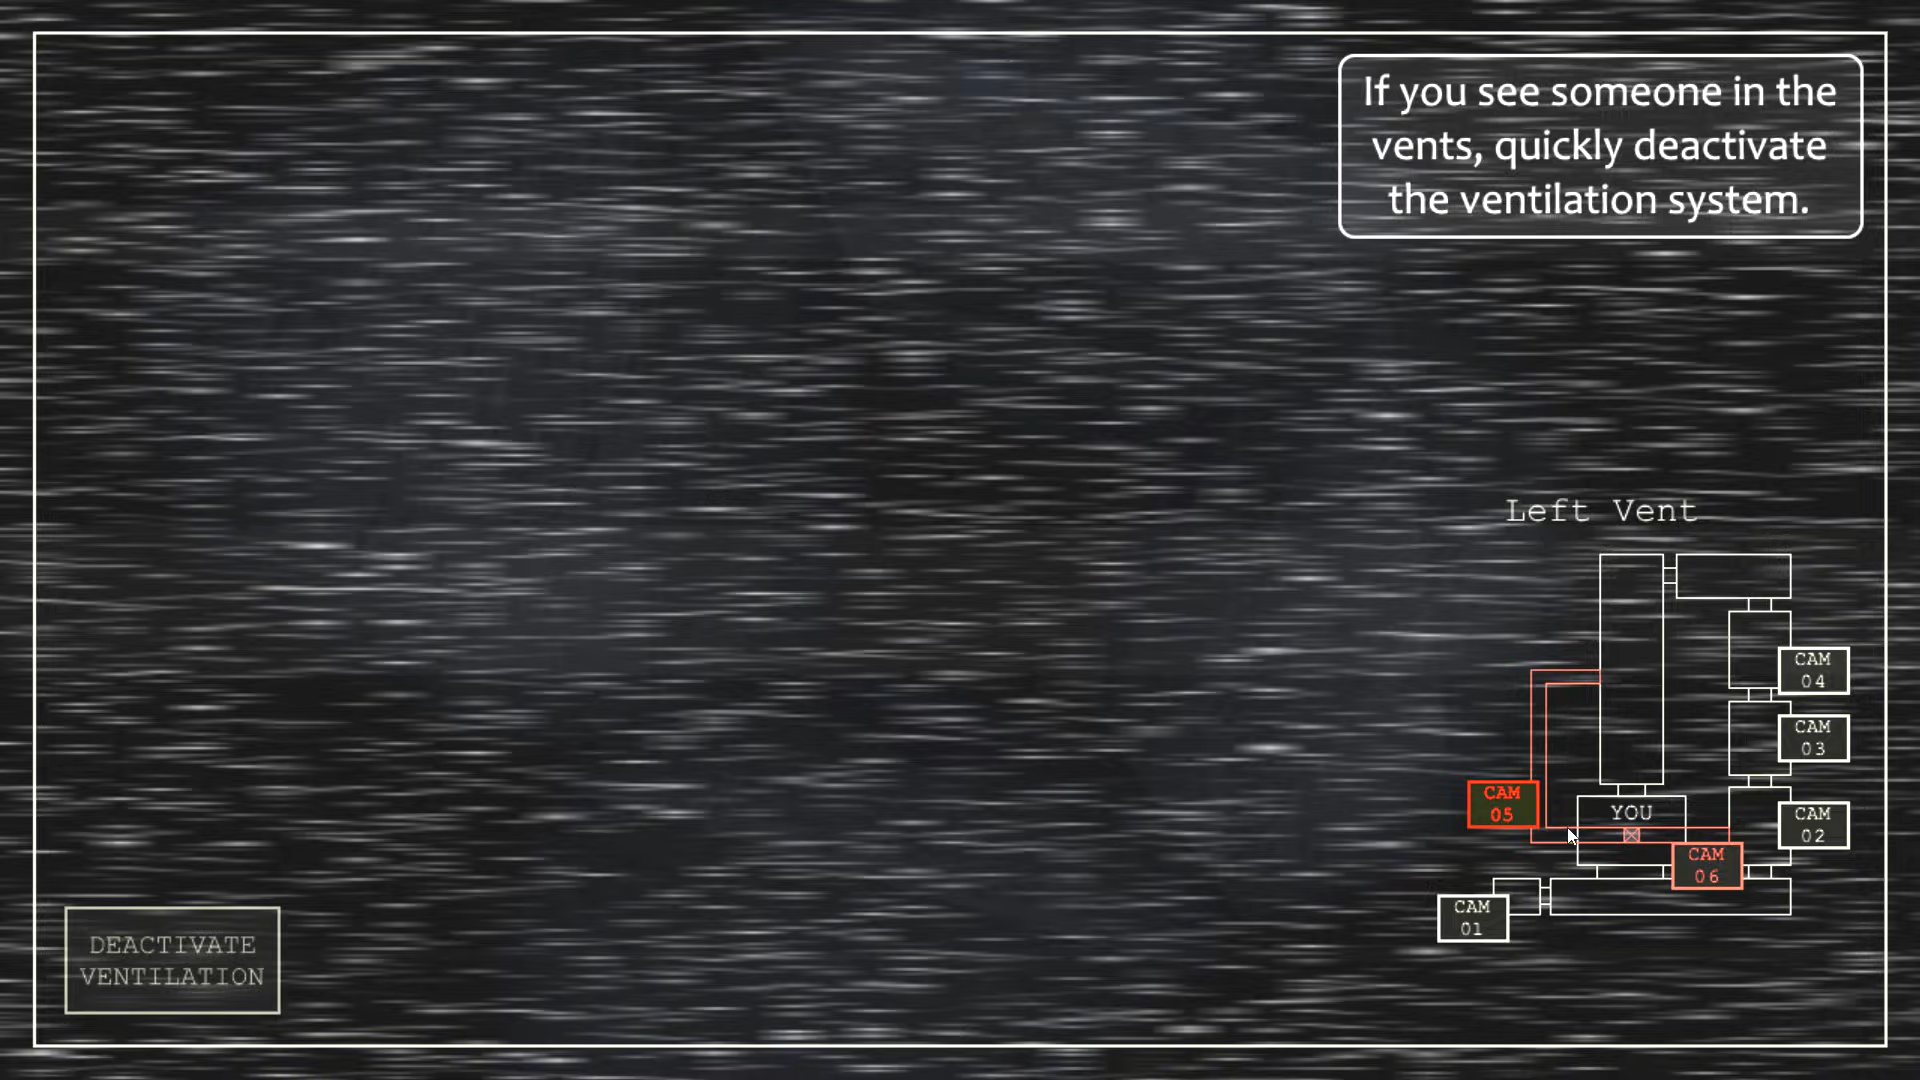 If you see someone in the
vents, quickly deactivate
the ventilation system.
Left Vent
CAM
04
CAM
03
CAM
05
YOU
CAM
02
CAM
06
CAM
01
DEACTIVATE
VENTILATION